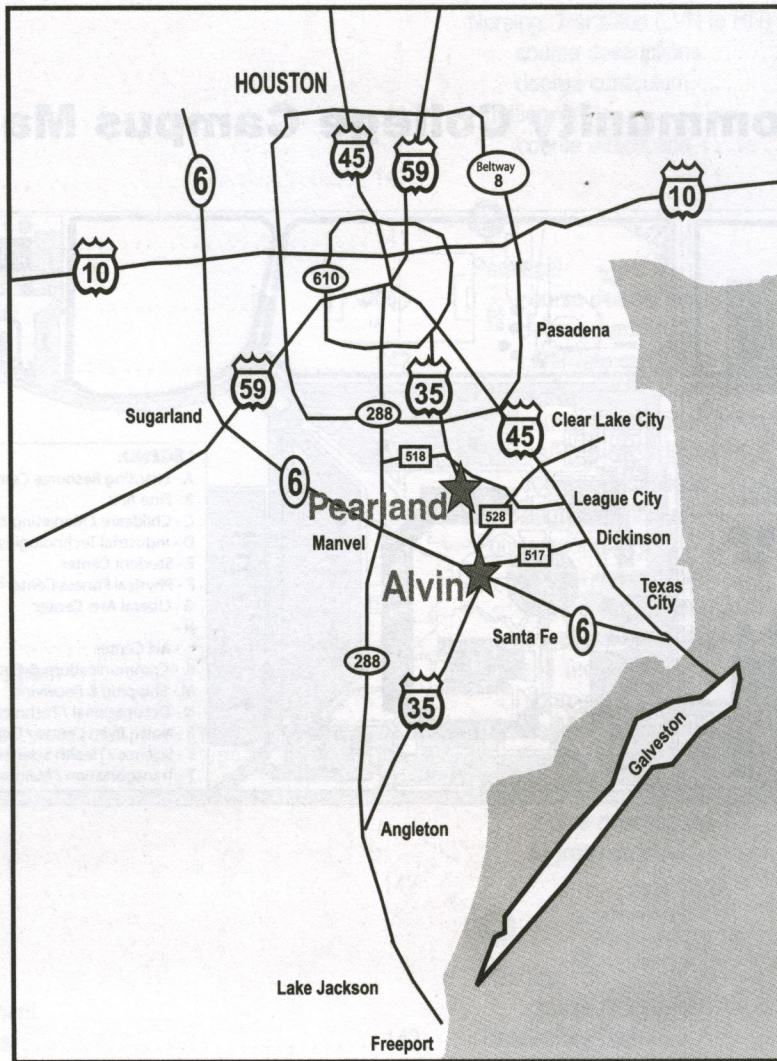 ommunity College Campus Ma
HOUSTON
6
45
59
Beltway
8
10
10
610
Pasadena
59
35
Sugarland
288
45
Clear Lake City
518
6
Pearland
528
League City
Manvel
517
Dickinson
Alvin
Texas
City
Santa Fe
6
288
35
Galveston
Angleton
Lake Jackson
Freeport